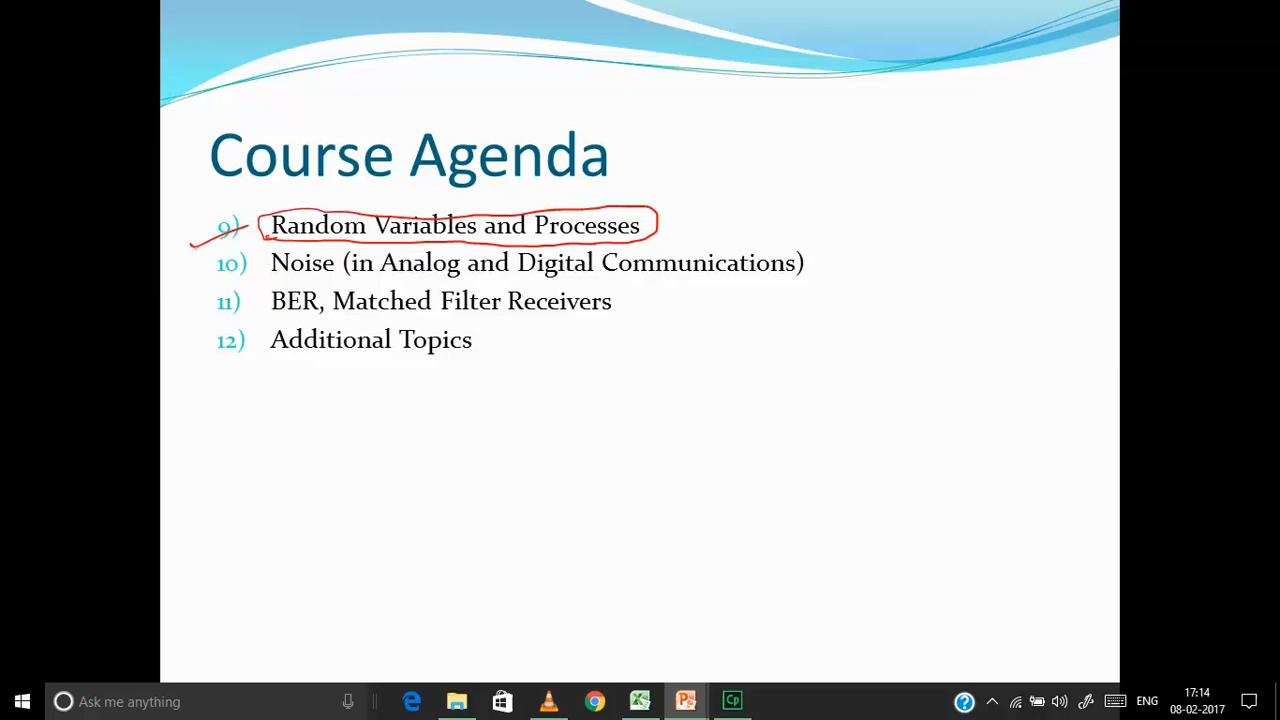 Course Agenda
9) Random Variables and Processes
10) Noise (in Analog and Digital Communications)
11) BER, Matched Filter Receivers
12) Additional Topics
Ask me anything
Cp
ENG
17:14
08-02-2017